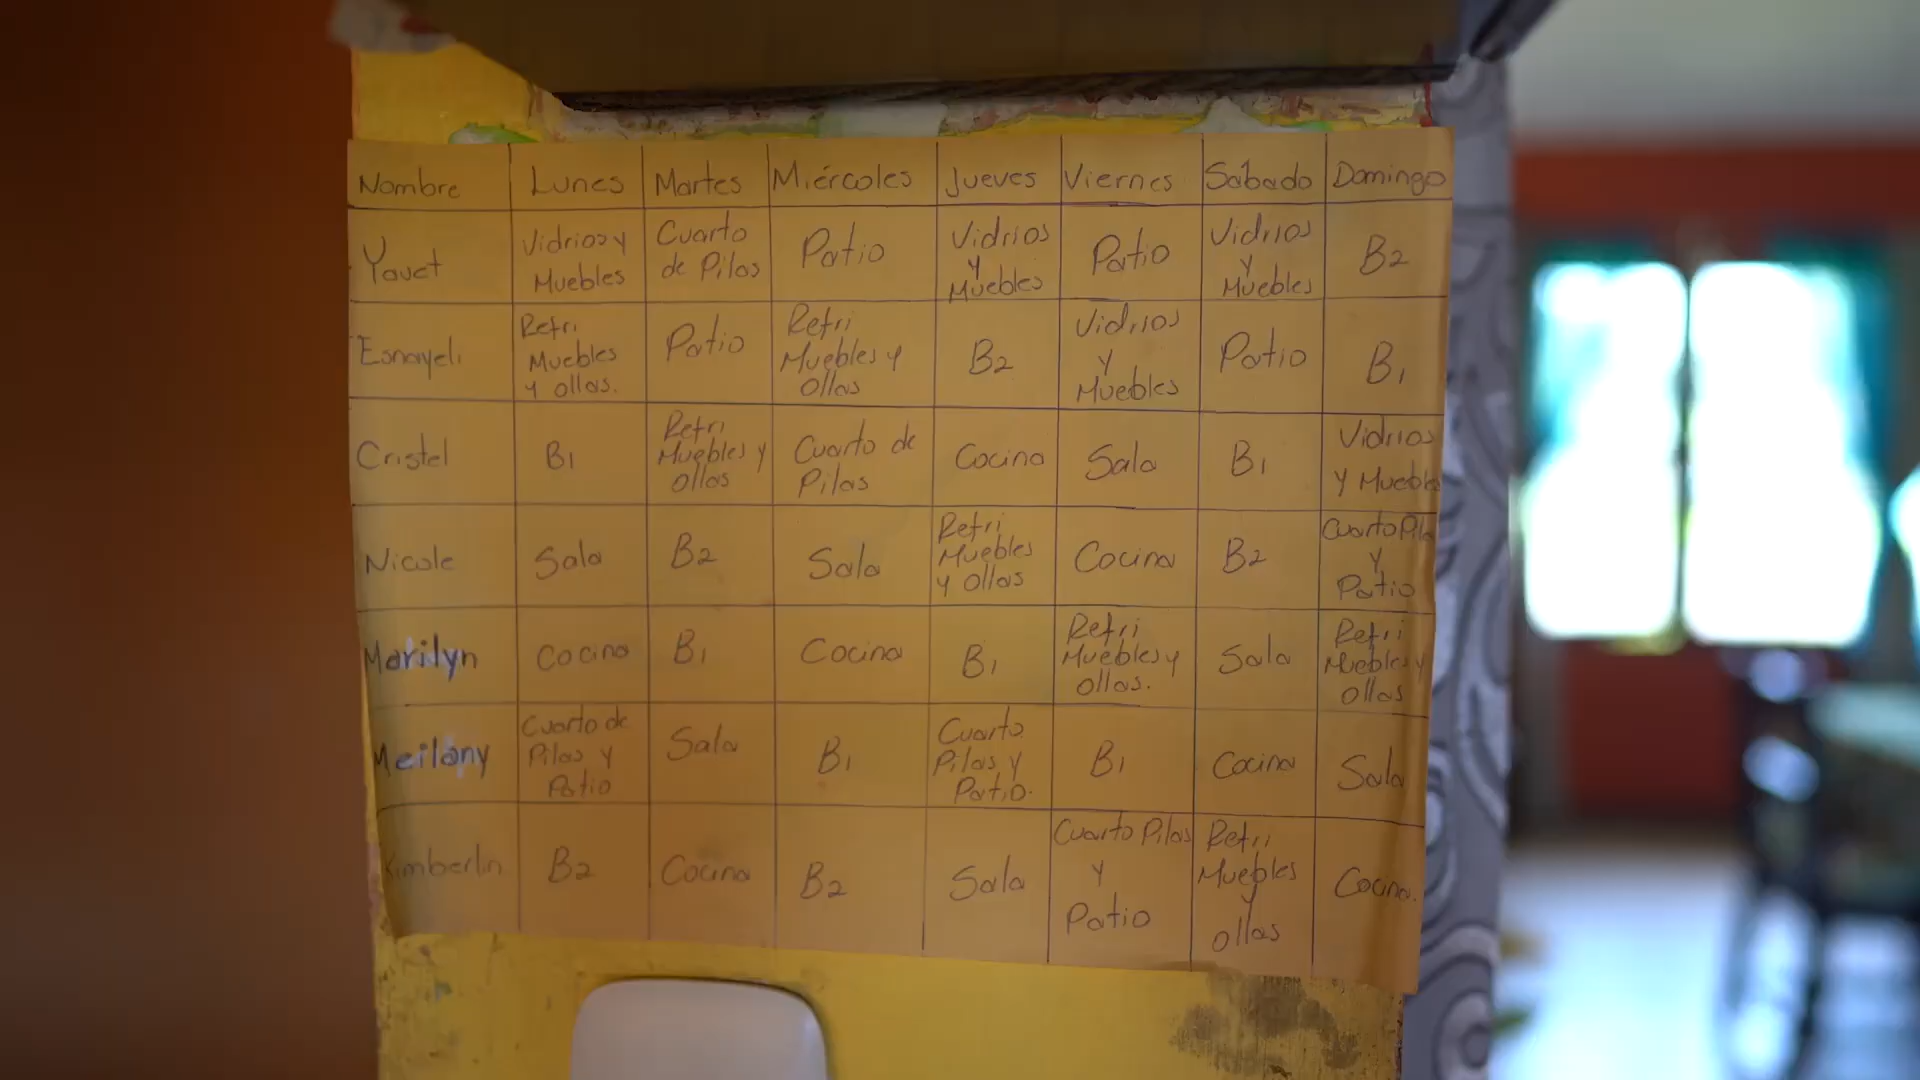 Nombre Lunes Martes Miércoles Jueves Viernes Sábado Domingo
Vidrios y Muebles
Cuarto de Pilas
Patio
Vidrios y Muebles
Patio
Vidrios y Muebles
B2
Refri Muebles y ollas.
Patio
Refri Muebles y Ollas
B2
Vidrios y Muebles
Patio
B1
Cristel
B1
Refri Muebles y ollas
Cuarto de Pilas
Cocina
Sala
B1
Vidrios y Muebles
Nicole
Sala
B2
Sala
Refri Muebles y Ollas
Cocina
B2
Cuarto Pila y Patio
Marilyn
Cocina
B1
Cocina
B1
Refri Muebles y ollas.
Sala
Refri Muebles y ollas
Meilany
Cuarto de Pilas y Patio
Sala
B1
Cuarto Pilas y Patio.
B1
Cocina
Sala
Kimberlin
B2
Cocina
B2
Sala
Cuarto Pilas y Patio
Refri Muebles y ollas
Cocina.